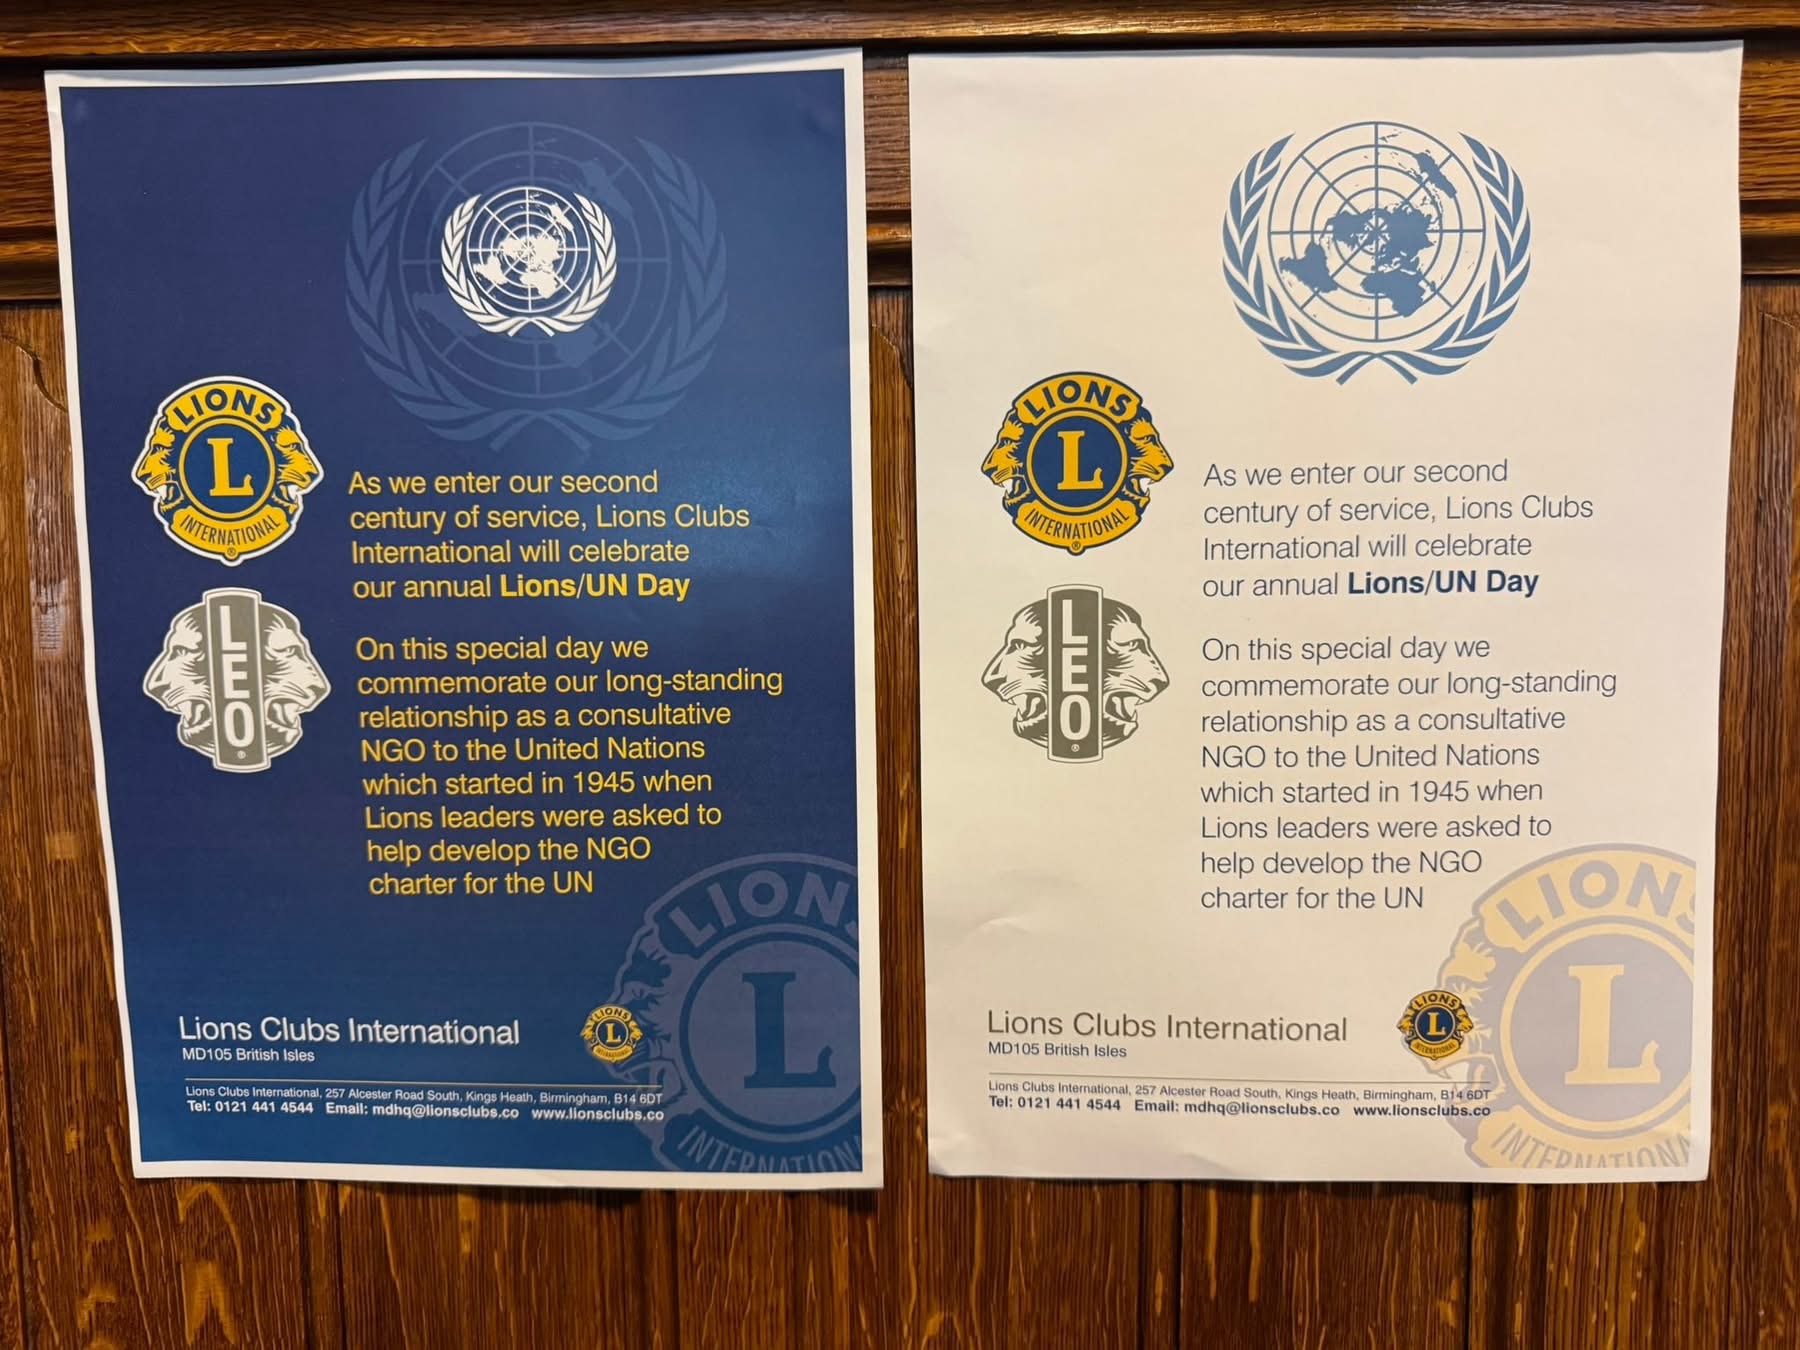 LIONS
L
INTERNATIONAL
®
LEO
®
As we enter our second
century of service, Lions Clubs
International will celebrate
our annual Lions/UN Day
On this special day we
commemorate our long-standing
relationship as a consultative
NGO to the United Nations
which started in 1945 when
Lions leaders were asked to
help develop the NGO
charter for the UN
LIONS
L
INTERNATIONAL
Lions Clubs International
MD105 British Isles
LIONS
L
INTERNATIONAL
Lions Clubs International, 257 Alcester Road South, Kings Heath, Birmingham, B14 6DT
Tel: 0121 441 4544 Email: mdhq@lionsclubs.co www.lionsclubs.co
LIONS
L
INTERNATIONAL
®
LEO
®
As we enter our second
century of service, Lions Clubs
International will celebrate
our annual Lions/UN Day
On this special day we
commemorate our long-standing
relationship as a consultative
NGO to the United Nations
which started in 1945 when
Lions leaders were asked to
help develop the NGO
charter for the UN
LIONS
L
INTERNATIONAL
Lions Clubs International
MD105 British Isles
LIONS
L
INTERNATIONAL
Lions Clubs International, 257 Alcester Road South, Kings Heath, Birmingham, B14 6DT
Tel: 0121 441 4544 Email: mdhq@lionsclubs.co www.lionsclubs.co